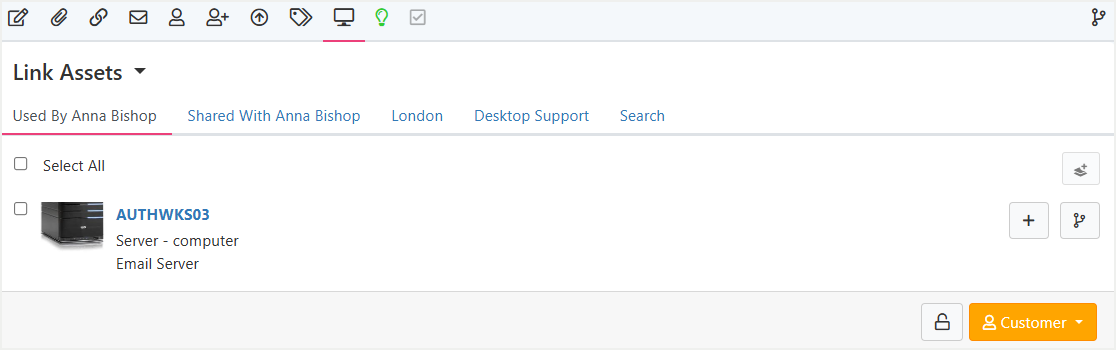 Link Assets
Used By Anna Bishop Shared With Anna Bishop London Desktop Support Search
Select All
AUTHWKS03
Server - computer
Email Server
Customer